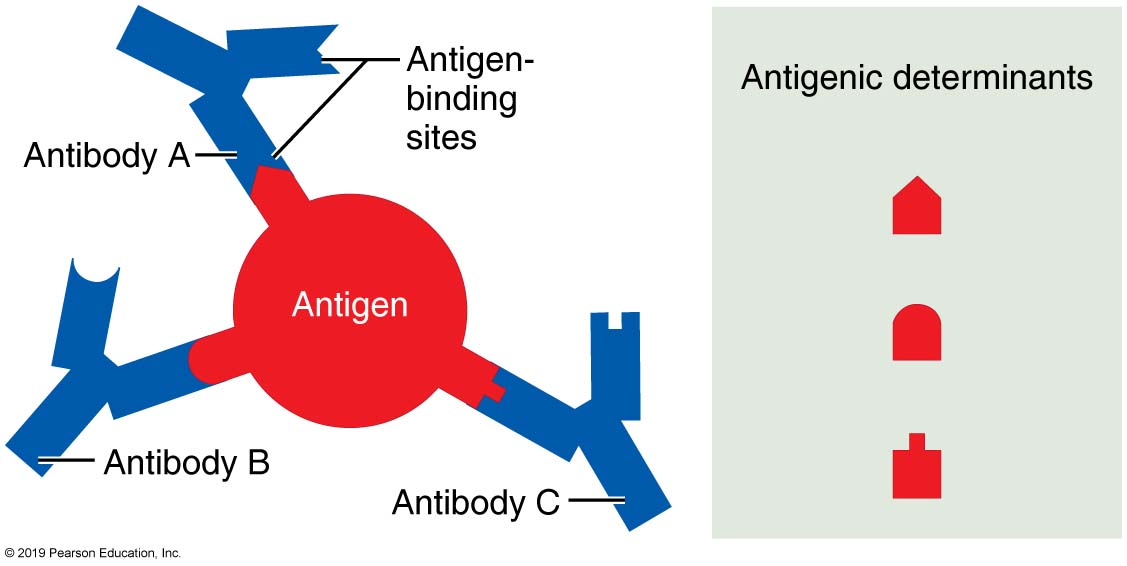 Antigen-
binding
sites
Antibody A
Antigen
Antibody B
Antibody C
Antigenic determinants
© 2019 Pearson Education, Inc.